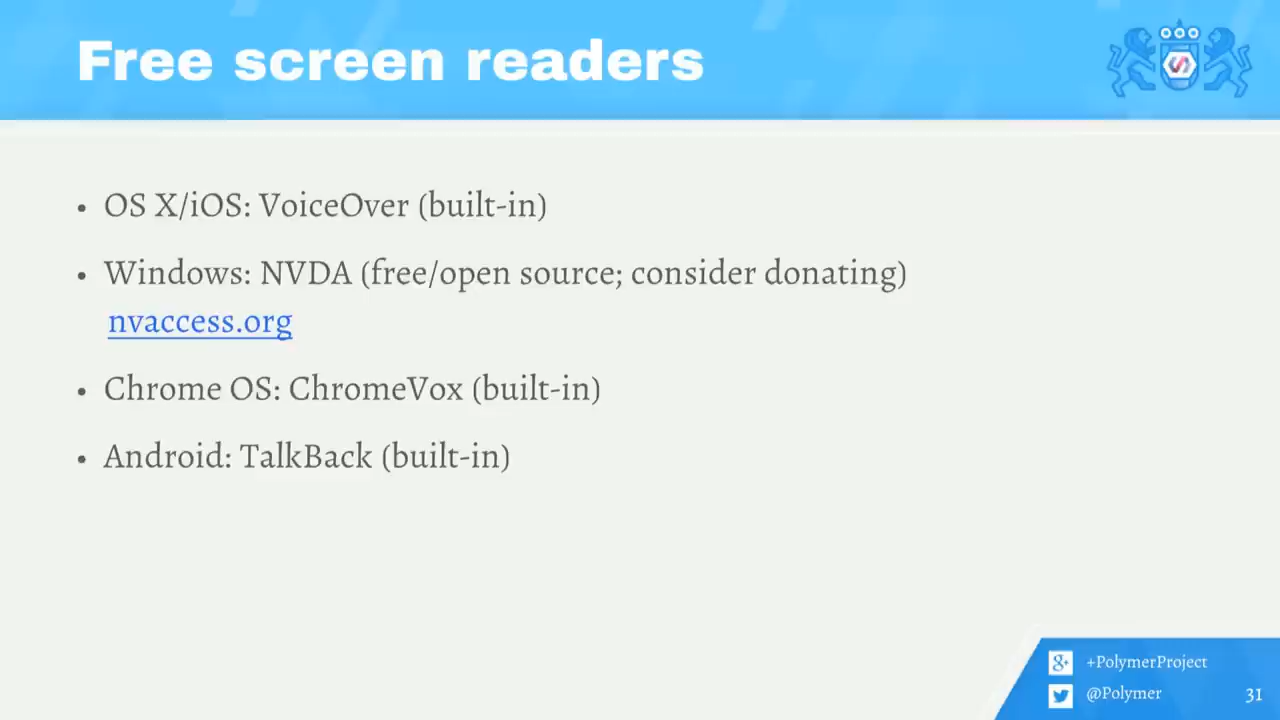 Free screen readers
• OS X/iOS: VoiceOver (built-in)
• Windows: NVDA (free/open source; consider donating)
nvaccess.org
• Chrome OS: ChromeVox (built-in)
• Android: TalkBack (built-in)
g+ +PolymerProject
@Polymer
31